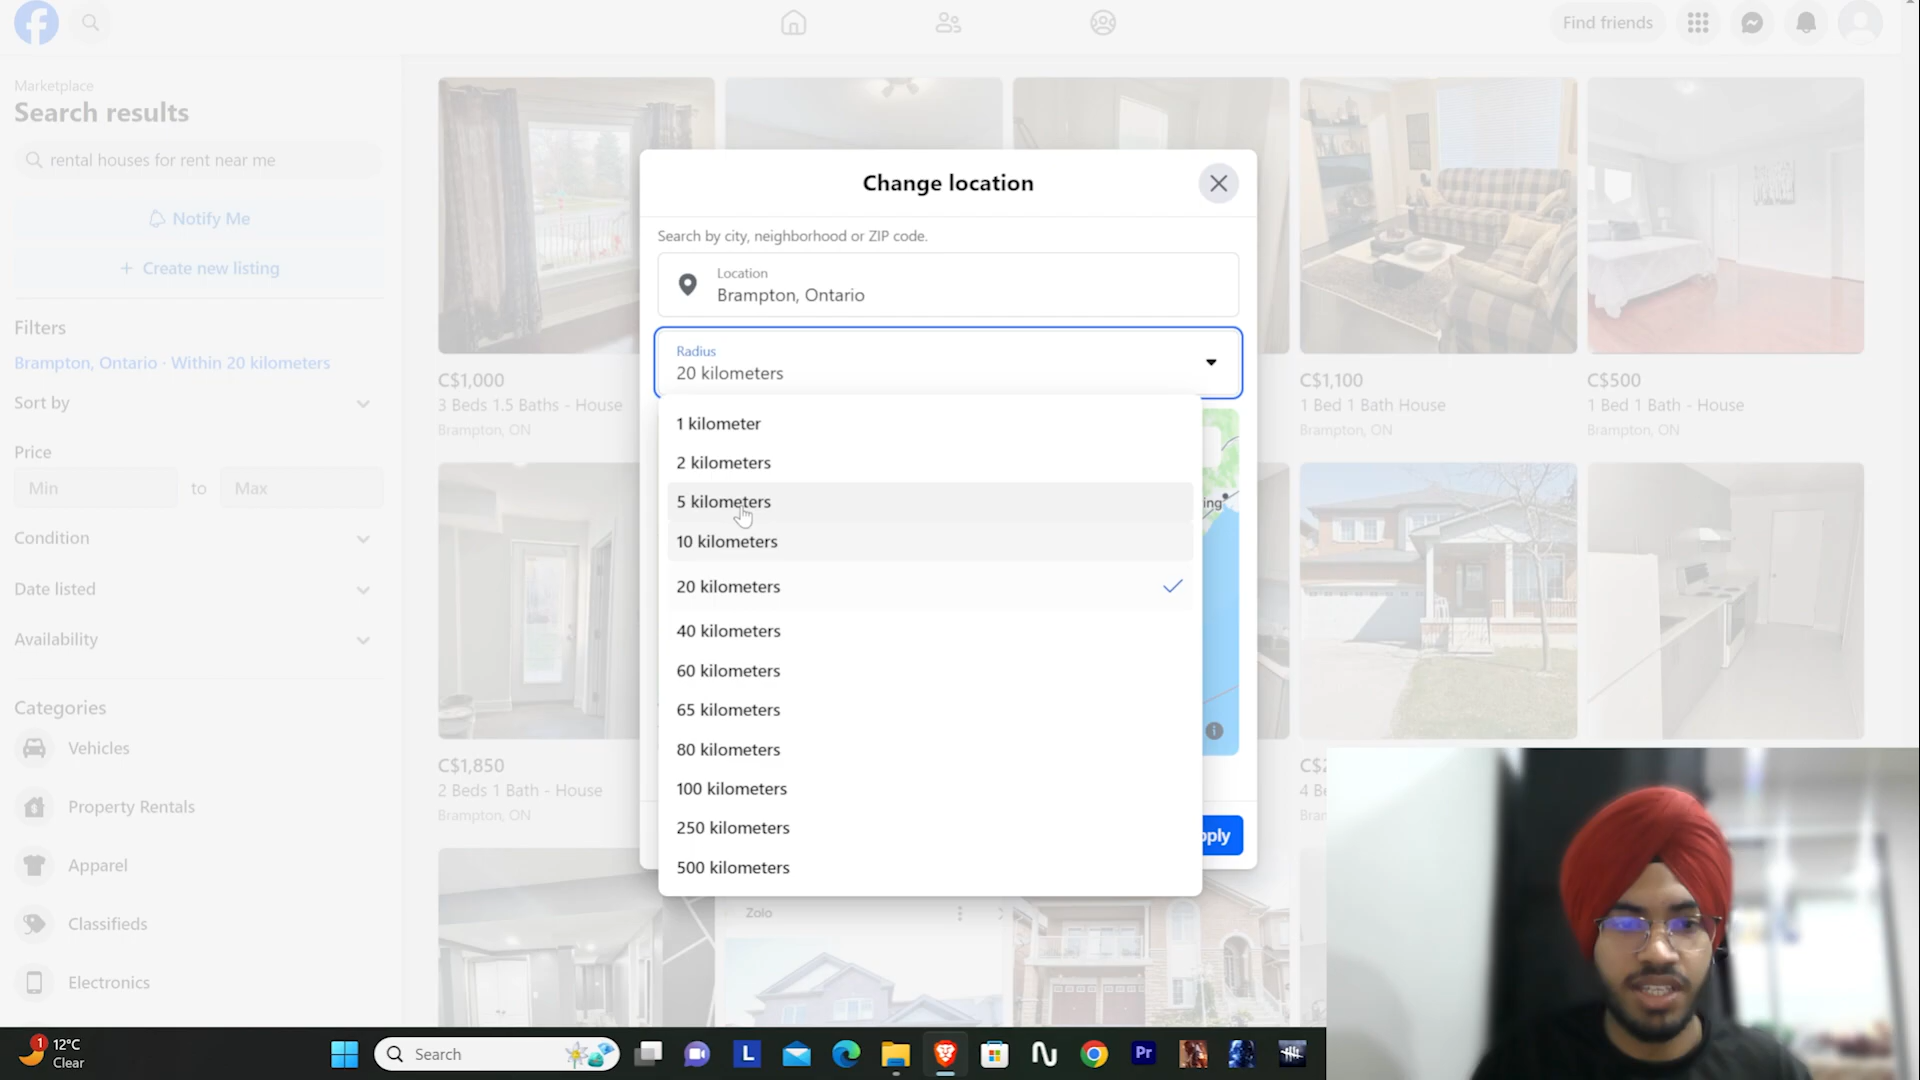 Find friends
Marketplace
Search results
rental houses for rent near me
Notify Me
+ Create new listing
Filters
Brampton, Ontario · Within 20 kilometers
Sort by
Price
Min
to
Max
Condition
Date listed
Availability
Categories
Vehicles
Property Rentals
Apparel
Classifieds
Electronics
C$1,000
3 Beds 1.5 Baths - House
Brampton, ON
C$1,100
1 Bed 1 Bath House
Brampton, ON
C$500
1 Bed 1 Bath - House
Brampton, ON
C$1,850
2 Beds 1 Bath - House
Brampton, ON
Zolo
Change location
Search by city, neighborhood or ZIP code.
Location
Brampton, Ontario
Radius
20 kilometers
1 kilometer
2 kilometers
5 kilometers
10 kilometers
20 kilometers
40 kilometers
60 kilometers
65 kilometers
80 kilometers
100 kilometers
250 kilometers
500 kilometers
1
12°C
Clear
Search
L
Pr